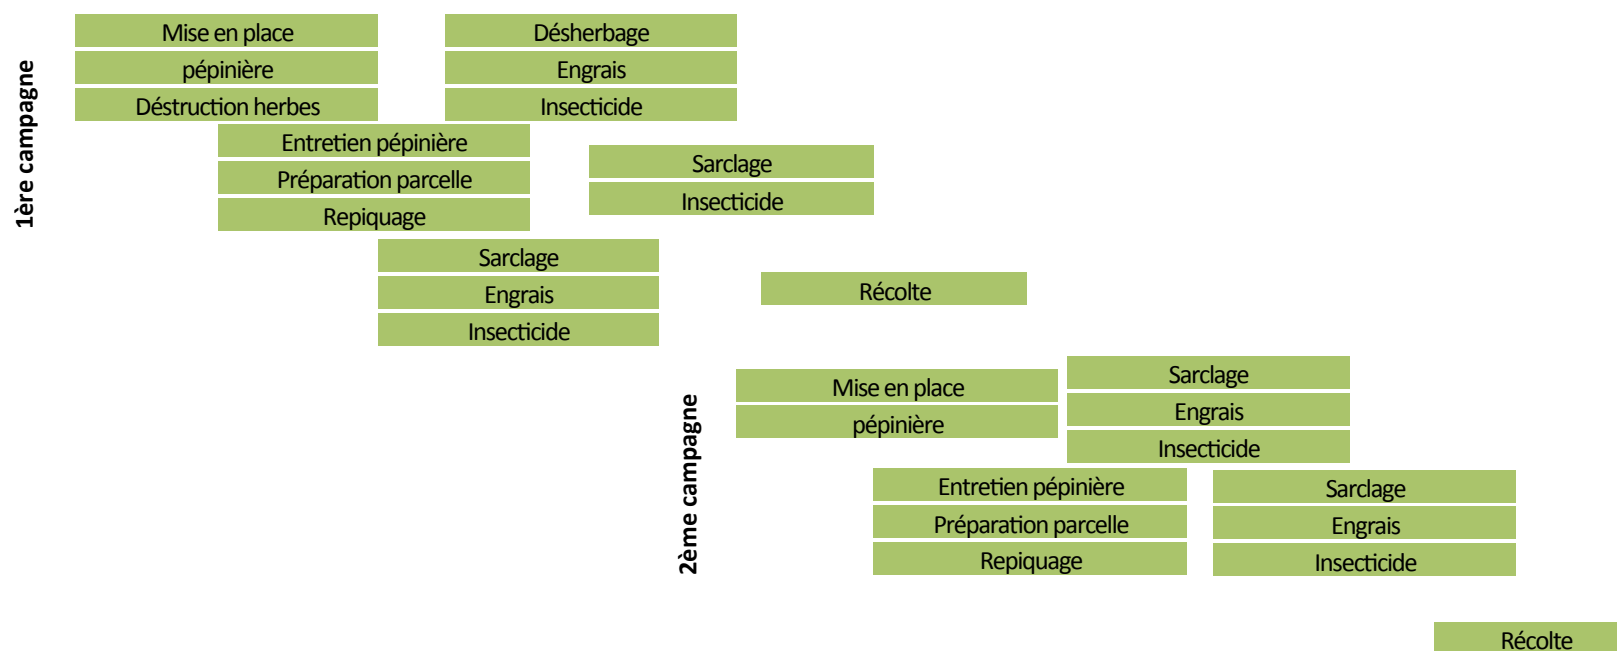 1ère campagne
Mise en place
pépinière
Déstruction herbes
Désherbage
Engrais
Insecticide
Entretien pépinière
Préparation parcelle
Repiquage
Sarclage
Insecticide
Sarclage
Engrais
Insecticide
Récolte
2ème campagne
Mise en place
pépinière
Sarclage
Engrais
Insecticide
Entretien pépinière
Préparation parcelle
Repiquage
Sarclage
Engrais
Insecticide
Récolte